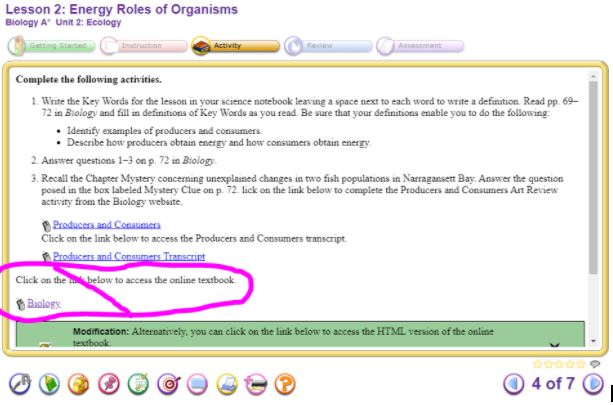 Lesson 2: Energy Roles of Organisms
Biology A* Unit 2: Ecology
Getting Started
Instruction
Activity
Review
Assessment
Complete the following activities.
1. Write the Key Words for the lesson in your science notebook leaving a space next to each word to write a definition. Read pp. 69–
72 in Biology and fill in definitions of Key Words as you read. Be sure that your definitions enable you to do the following:
• Identify examples of producers and consumers.
• Describe how producers obtain energy and how consumers obtain energy.
2. Answer questions 1–3 on p. 72 in Biology.
3. Recall the Chapter Mystery concerning unexplained changes in two fish populations in Narragansett Bay. Answer the question
posed in the box labeled Mystery Clue on p. 72. lick on the link below to complete the Producers and Consumers Art Review
activity from the Biology website.
Producers and Consumers
Click on the link below to access the Producers and Consumers transcript.
Producers and Consumers Transcript
Click on the link below to access the online textbook.
Biology
Modification: Alternatively, you can click on the link below to access the HTML version of the online
textbook.
4 of 7